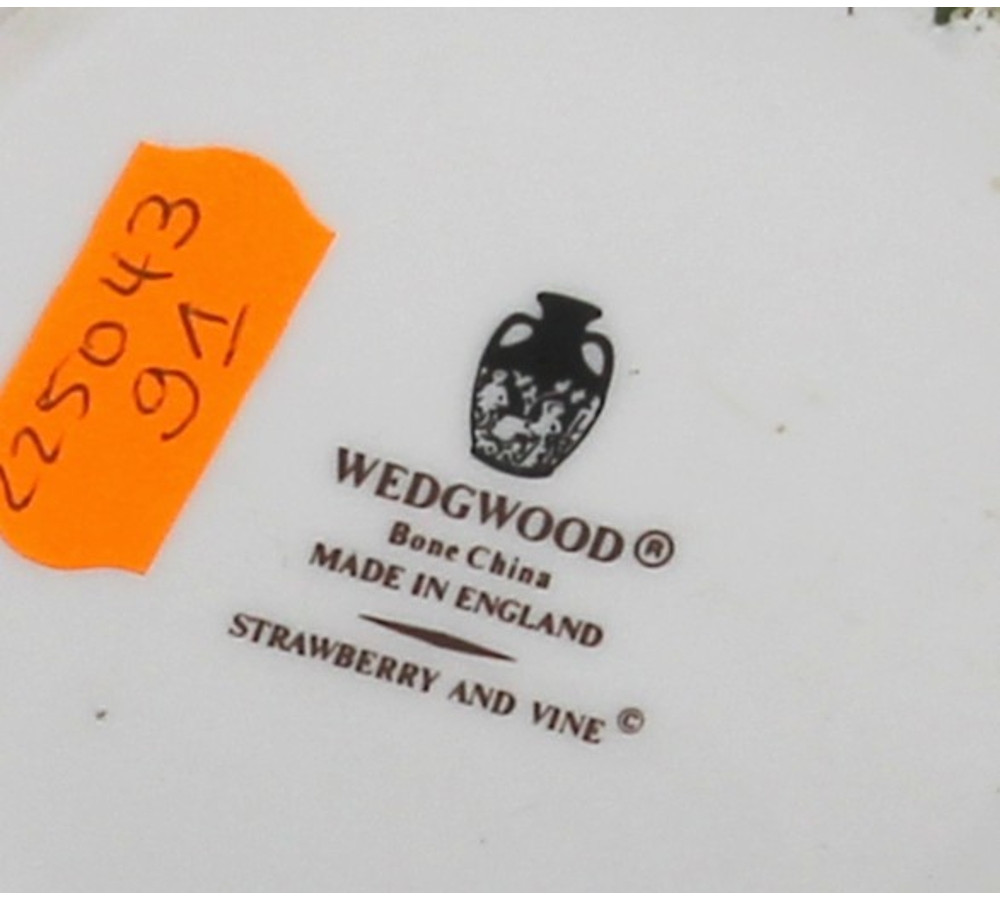 225043
91
WEDGWOOD®
Bone China
MADE IN ENGLAND
STRAWBERRY AND VINE ©